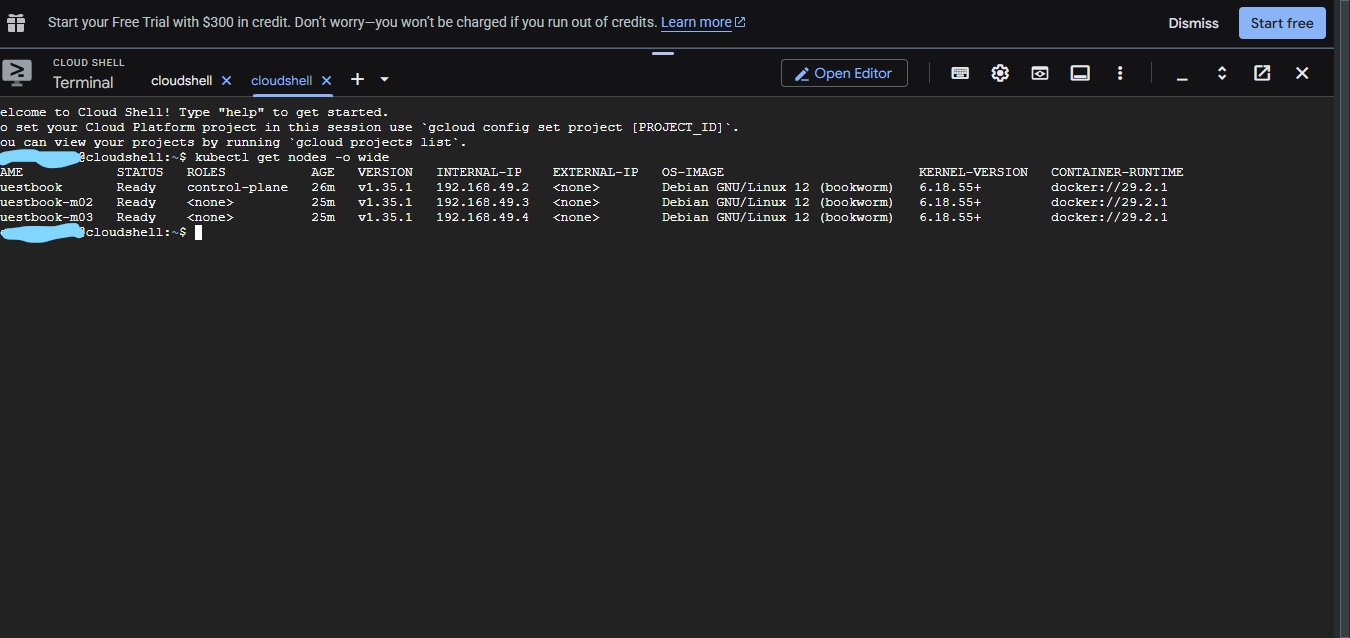 Start your Free Trial with $300 in credit. Don't worry—you won't be charged if you run out of credits. Learn more Dismiss Start free
CLOUD SHELL
Terminal cloudshell cloudshell Open Editor
elcome to Cloud Shell! Type "help" to get started.
o set your Cloud Platform project in this session use `gcloud config set project [PROJECT_ID]`.
ou can view your projects by running `gcloud projects list`.
@cloudshell:~$ kubectl get nodes -o wide
AME STATUS ROLES AGE VERSION INTERNAL-IP EXTERNAL-IP OS-IMAGE KERNEL-VERSION CONTAINER-RUNTIME
uestbook Ready control-plane 26m v1.35.1 192.168.49.2 <none> Debian GNU/Linux 12 (bookworm) 6.18.55+ docker://29.2.1
uestbook-m02 Ready <none> 25m v1.35.1 192.168.49.3 <none> Debian GNU/Linux 12 (bookworm) 6.18.55+ docker://29.2.1
uestbook-m03 Ready <none> 25m v1.35.1 192.168.49.4 <none> Debian GNU/Linux 12 (bookworm) 6.18.55+ docker://29.2.1
@cloudshell:~$